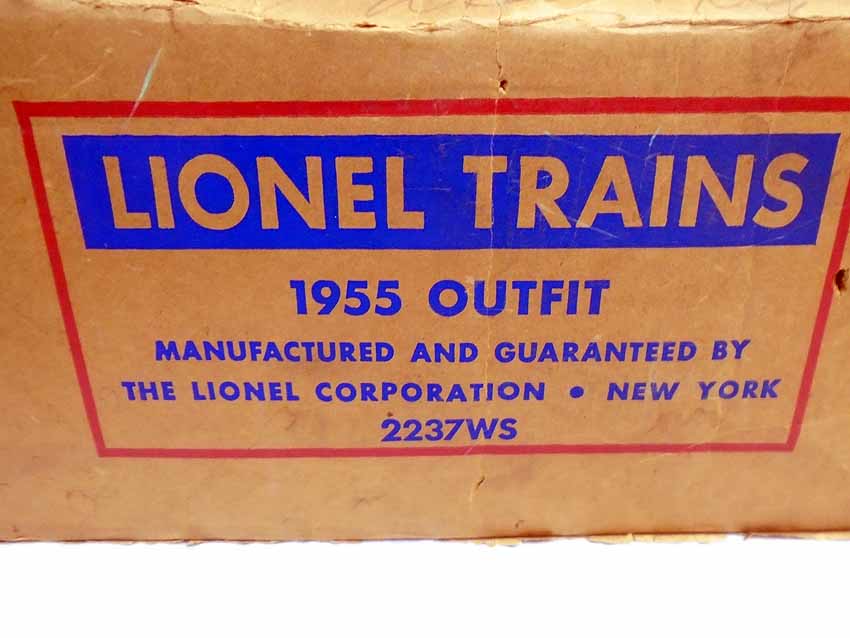 LIONEL TRAINS
1955 OUTFIT
MANUFACTURED AND GUARANTEED BY
THE LIONEL CORPORATION • NEW YORK
2237WS